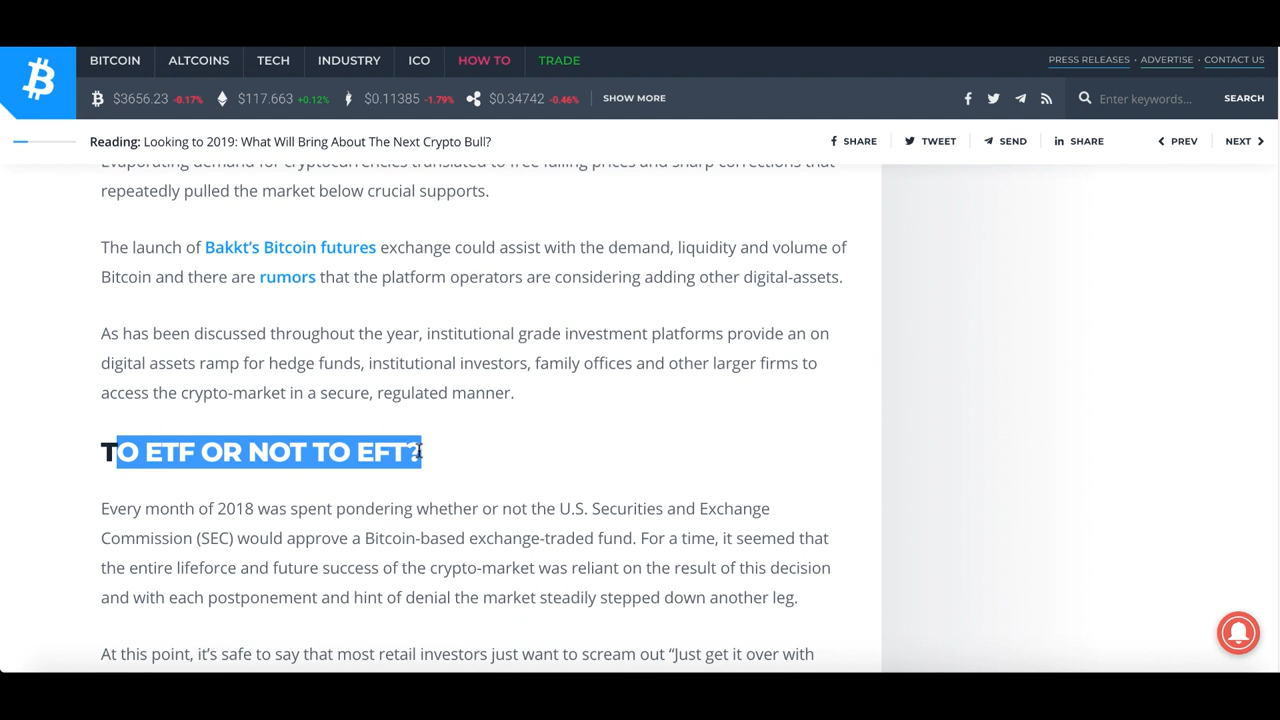 BITCOIN ALTCOINS TECH INDUSTRY ICO HOW TO TRADE PRESS RELEASES · ADVERTISE · CONTACT US
$3656.23 -0.17% $117.663 +0.12% $0.11385 -1.79% $0.34742 -0.46% SHOW MORE Enter keywords... SEARCH
Reading: Looking to 2019: What Will Bring About The Next Crypto Bull? SHARE TWEET SEND SHARE PREV NEXT
Evaporating demand for cryptocurrencies translated to free falling prices and sharp corrections that
repeatedly pulled the market below crucial supports.
The launch of Bakkt's Bitcoin futures exchange could assist with the demand, liquidity and volume of
Bitcoin and there are rumors that the platform operators are considering adding other digital-assets.
As has been discussed throughout the year, institutional grade investment platforms provide an on
digital assets ramp for hedge funds, institutional investors, family offices and other larger firms to
access the crypto-market in a secure, regulated manner.
TO ETF OR NOT TO EFT?
Every month of 2018 was spent pondering whether or not the U.S. Securities and Exchange
Commission (SEC) would approve a Bitcoin-based exchange-traded fund. For a time, it seemed that
the entire lifeforce and future success of the crypto-market was reliant on the result of this decision
and with each postponement and hint of denial the market steadily stepped down another leg.
At this point, it's safe to say that most retail investors just want to scream out “Just get it over with